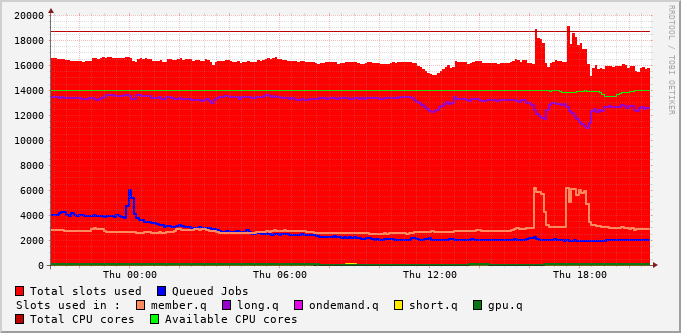 20000
18000
16000
14000
12000
10000
8000
6000
4000
2000
0
Thu 00:00 Thu 06:00 Thu 12:00 Thu 18:00
RRDTOOL / TOBI OETIKER
Total slots used Queued Jobs
Slots used in : member.q long.q ondemand.q short.q gpu.q
Total CPU cores Available CPU cores